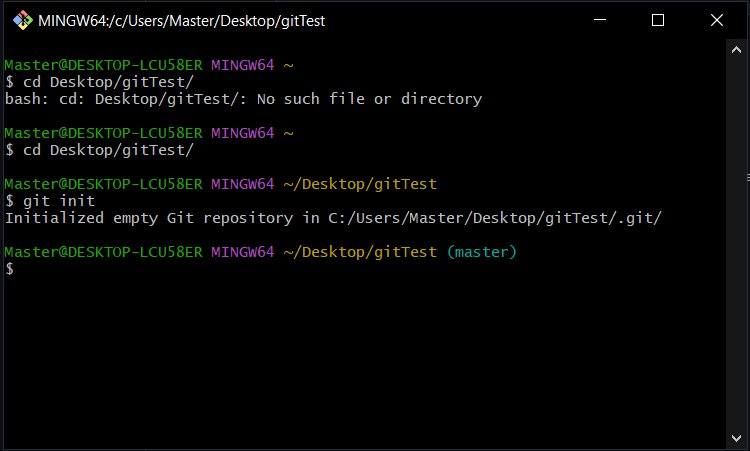 MINGW64:/c/Users/Master/Desktop/gitTest
Master@DESKTOP-LCU58ER MINGW64 ~
$ cd Desktop/gitTest/
bash: cd: Desktop/gitTest/: No such file or directory
Master@DESKTOP-LCU58ER MINGW64 ~
$ cd Desktop/gitTest/
Master@DESKTOP-LCU58ER MINGW64 ~/Desktop/gitTest
$ git init
Initialized empty Git repository in C:/Users/Master/Desktop/gitTest/.git/
Master@DESKTOP-LCU58ER MINGW64 ~/Desktop/gitTest (master)
$